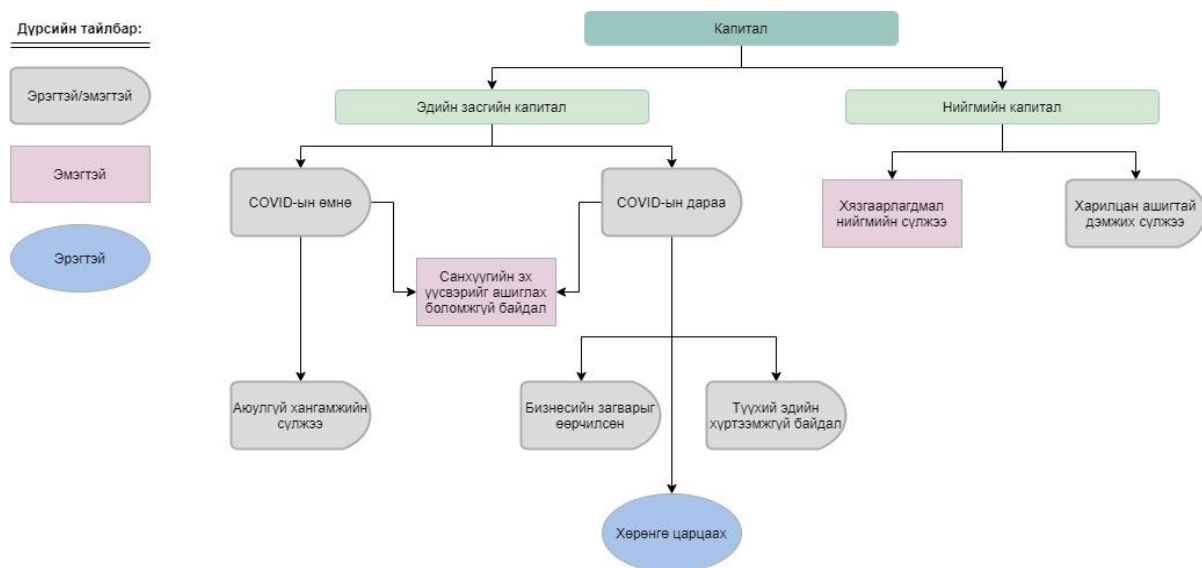 Дүрсийн тайлбар:
Эрэгтэй/эмэгтэй
Эмэгтэй
Эрэгтэй
Капитал
Эдийн засгийн капитал
Нийгмийн капитал
COVID-ын өмнө
COVID-ын дараа
Хязгаарлагдмал
нийгмийн сүлжээ
Харилцан ашигтай
дэмжих сүлжээ
Санхүүгийн эх
үүсвэрийг ашиглах
боломжгүй байдал
Аюулгүй хангамжийн
сүлжээ
Бизнесийн загварыг
өөрчилсөн
Түүхий эдийн
хүртээмжгүй байдал
Хөрөнгө царцаах